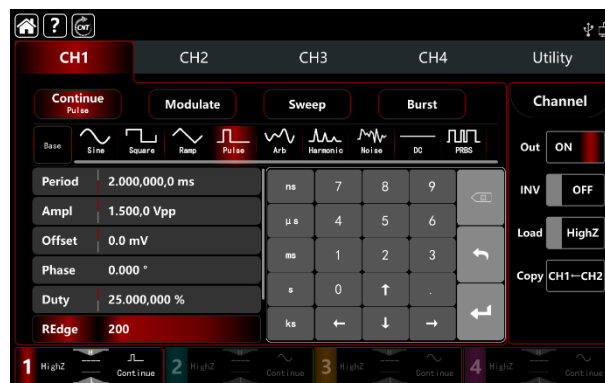 ?
CNT
CH1
CH2
CH3
CH4
Utility
Continue
Pulse
Modulate
Sweep
Burst
Channel
Base
Sine
Square
Ramp
Pulse
Arb
Harmonic
Noise
DC
PRBS
Out ON
Period 2.000,000,0 ms
Ampl 1.500,0 Vpp
Offset 0.0 mV
Phase 0.000 °
Duty 25.000,000 %
REdge 200
ns 7 8 9
μs 4 5 6
ms 1 2 3
s 0 ↑ .
ks ← ↓ →
INV OFF
Load HighZ
Copy CH1←CH2
1 HighZ Continue
2 HighZ Continue
3 HighZ Continue
4 HighZ Continue